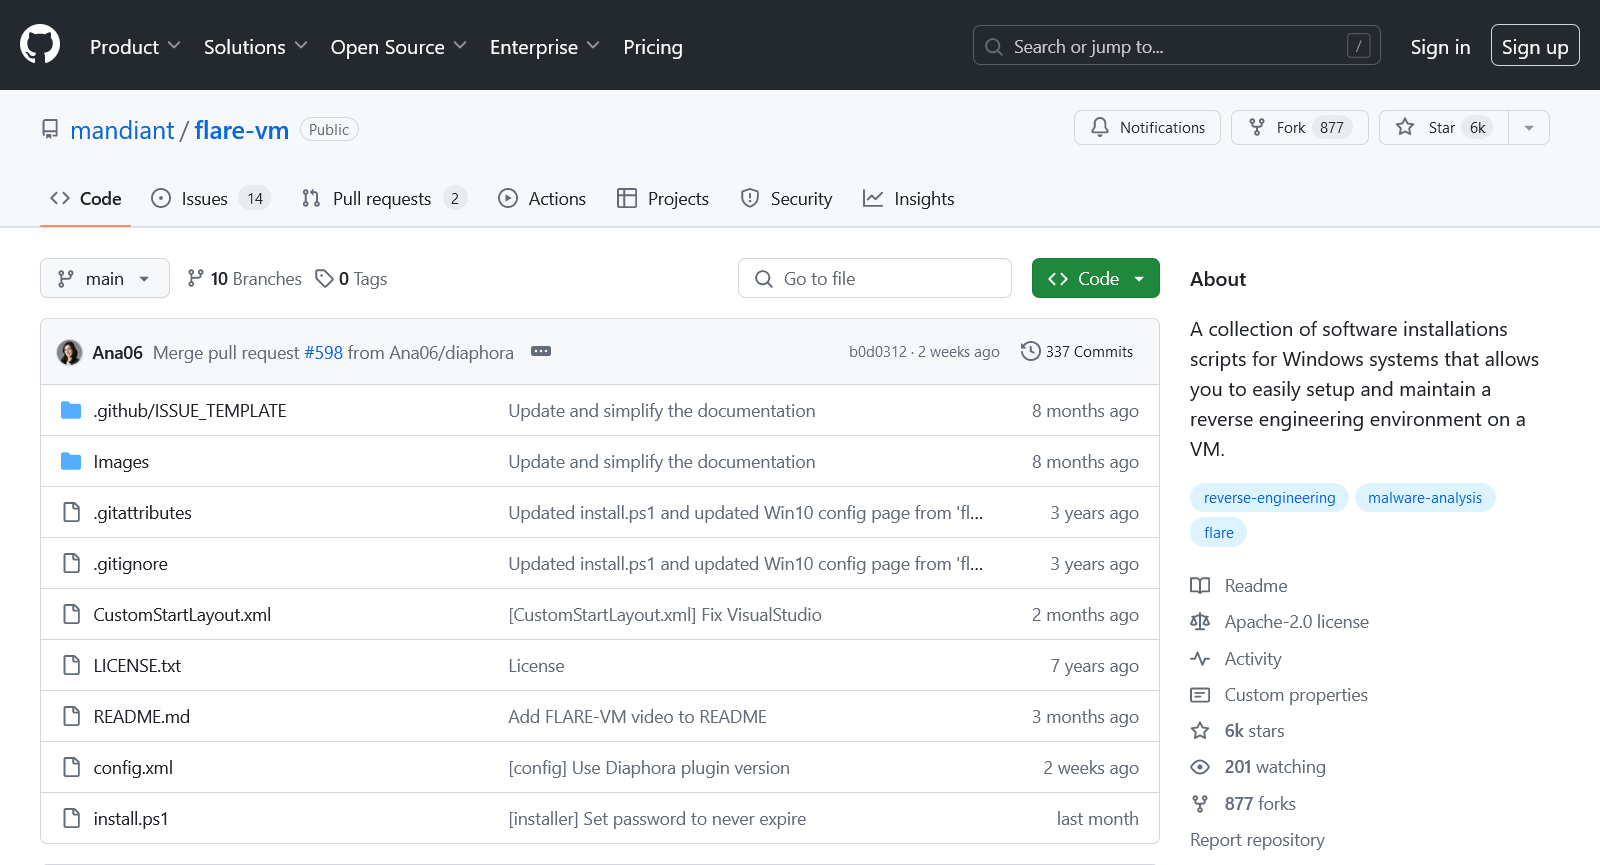 Product Solutions Open Source Enterprise Pricing Search or jump to... / Sign in Sign up
mandiant / flare-vm Public Notifications Fork 877 Star 6k
Code Issues 14 Pull requests 2 Actions Projects Security Insights
main 10 Branches 0 Tags Go to file Code
Ana06 Merge pull request #598 from Ana06/diaphora b0d0312 · 2 weeks ago 337 Commits
.github/ISSUE_TEMPLATE Update and simplify the documentation 8 months ago
Images Update and simplify the documentation 8 months ago
.gitattributes Updated install.ps1 and updated Win10 config page from 'fl... 3 years ago
.gitignore Updated install.ps1 and updated Win10 config page from 'fl... 3 years ago
CustomStartLayout.xml [CustomStartLayout.xml] Fix VisualStudio 2 months ago
LICENSE.txt License 7 years ago
README.md Add FLARE-VM video to README 3 months ago
config.xml [config] Use Diaphora plugin version 2 weeks ago
install.ps1 [installer] Set password to never expire last month
About
A collection of software installations
scripts for Windows systems that allows
you to easily setup and maintain a
reverse engineering environment on a
VM.
reverse-engineering malware-analysis
flare
Readme
Apache-2.0 license
Activity
Custom properties
6k stars
201 watching
877 forks
Report repository